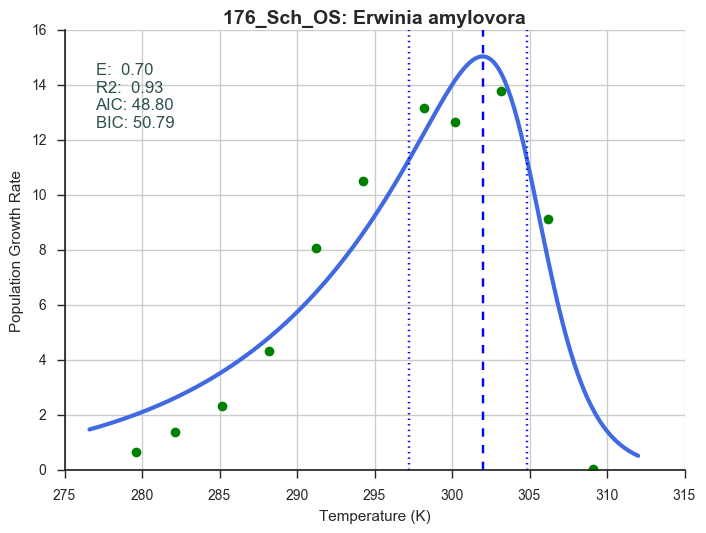 176_Sch_OS: Erwinia amylovora
E:  0.70
R2:  0.93
AIC: 48.80
BIC: 50.79
Population Growth Rate
16
14
12
10
8
6
4
2
0
275 280 285 290 295 300 305 310 315
Temperature (K)